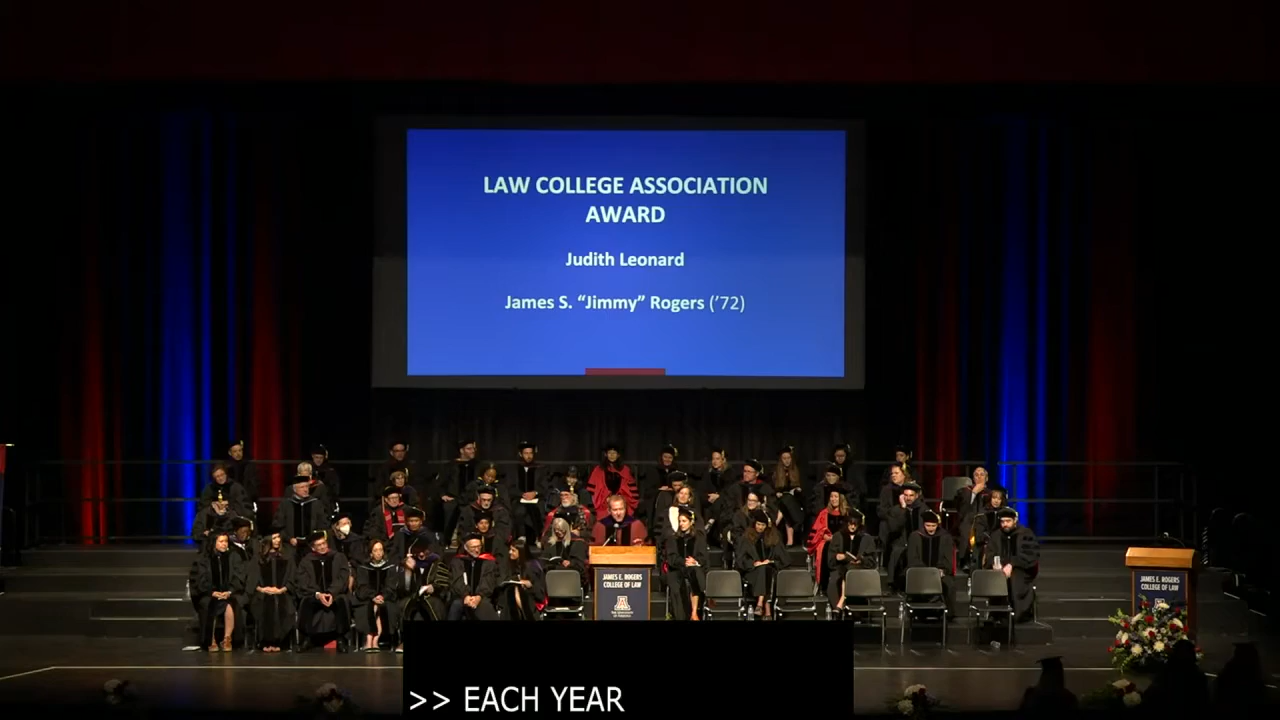 LAW COLLEGE ASSOCIATION
AWARD
Judith Leonard
James S. “Jimmy” Rogers (’72)
JAMES E. ROGERS
COLLEGE OF LAW
JAMES E. ROGERS
COLLEGE OF LAW
>> EACH YEAR